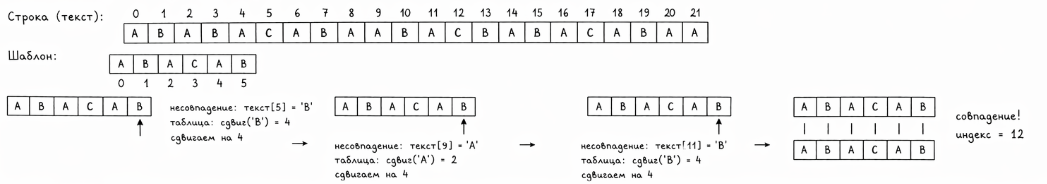 Строка (текст): 0 1 2 3 4 5 6 7 8 9 10 11 12 13 14 15 16 17 18 19 20 21
A B A B A C A B A A B A C B A B A C A B A A
Шаблон:
A B A C A B
0 1 2 3 4 5
A B A C A B
несовпадение: текст[5] = 'B'
таблица: сдвиг('B') = 4
сдвигаем на 4
A B A C A B
несовпадение: текст[9] = 'A'
таблица: сдвиг('A') = 2
сдвигаем на 4
A B A C A B
несовпадение: текст[11] = 'B'
таблица: сдвиг('B') = 4
сдвигаем на 4
A B A C A B
A B A C A B
совпадение!
индекс = 12